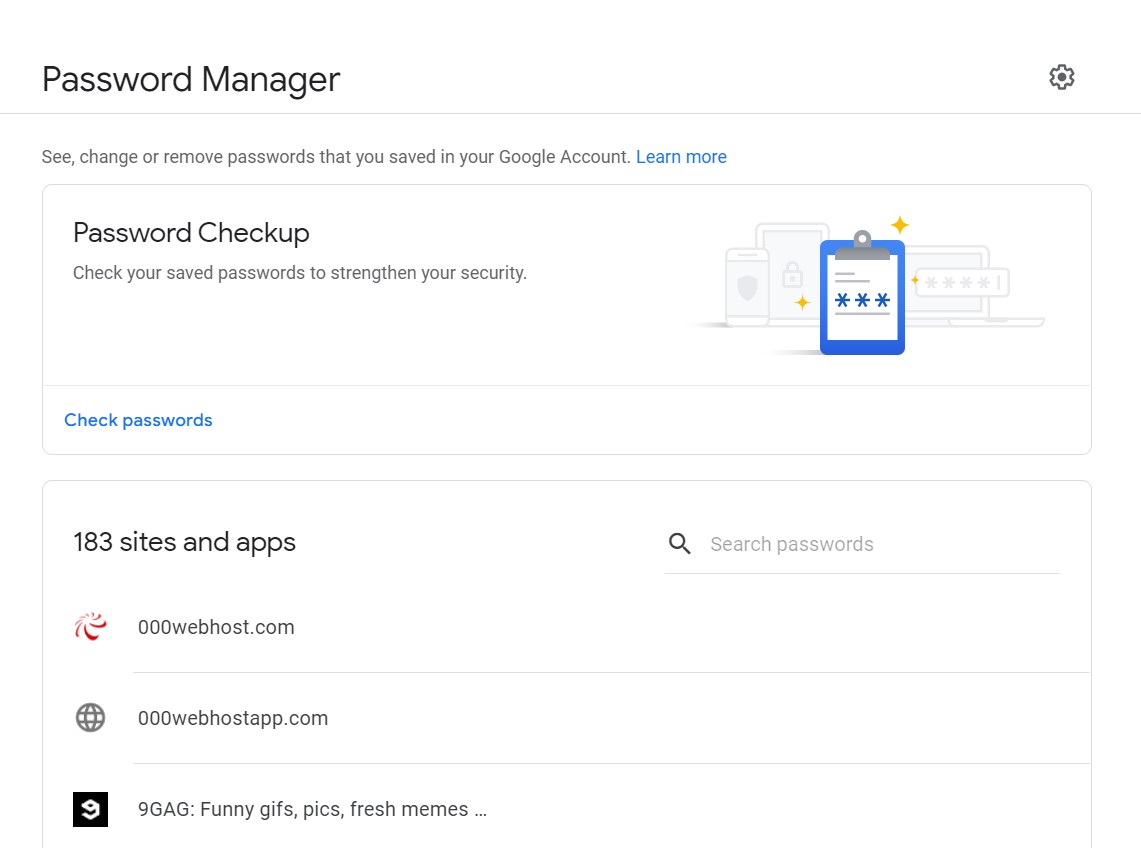 Password Manager
See, change or remove passwords that you saved in your Google Account. Learn more
Password Checkup
Check your saved passwords to strengthen your security.
Check passwords
183 sites and apps
Search passwords
000webhost.com
000webhostapp.com
9GAG: Funny gifs, pics, fresh memes ...